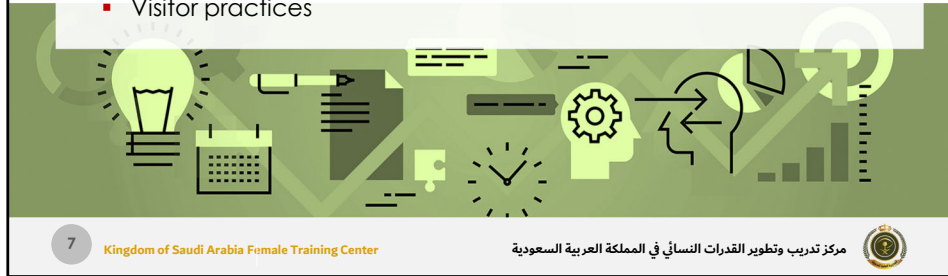 ▪ Visitor practices
7
Kingdom of Saudi Arabia Female Training Center
مركز تدريب وتطوير القدرات النسائي في المملكة العربية السعودية